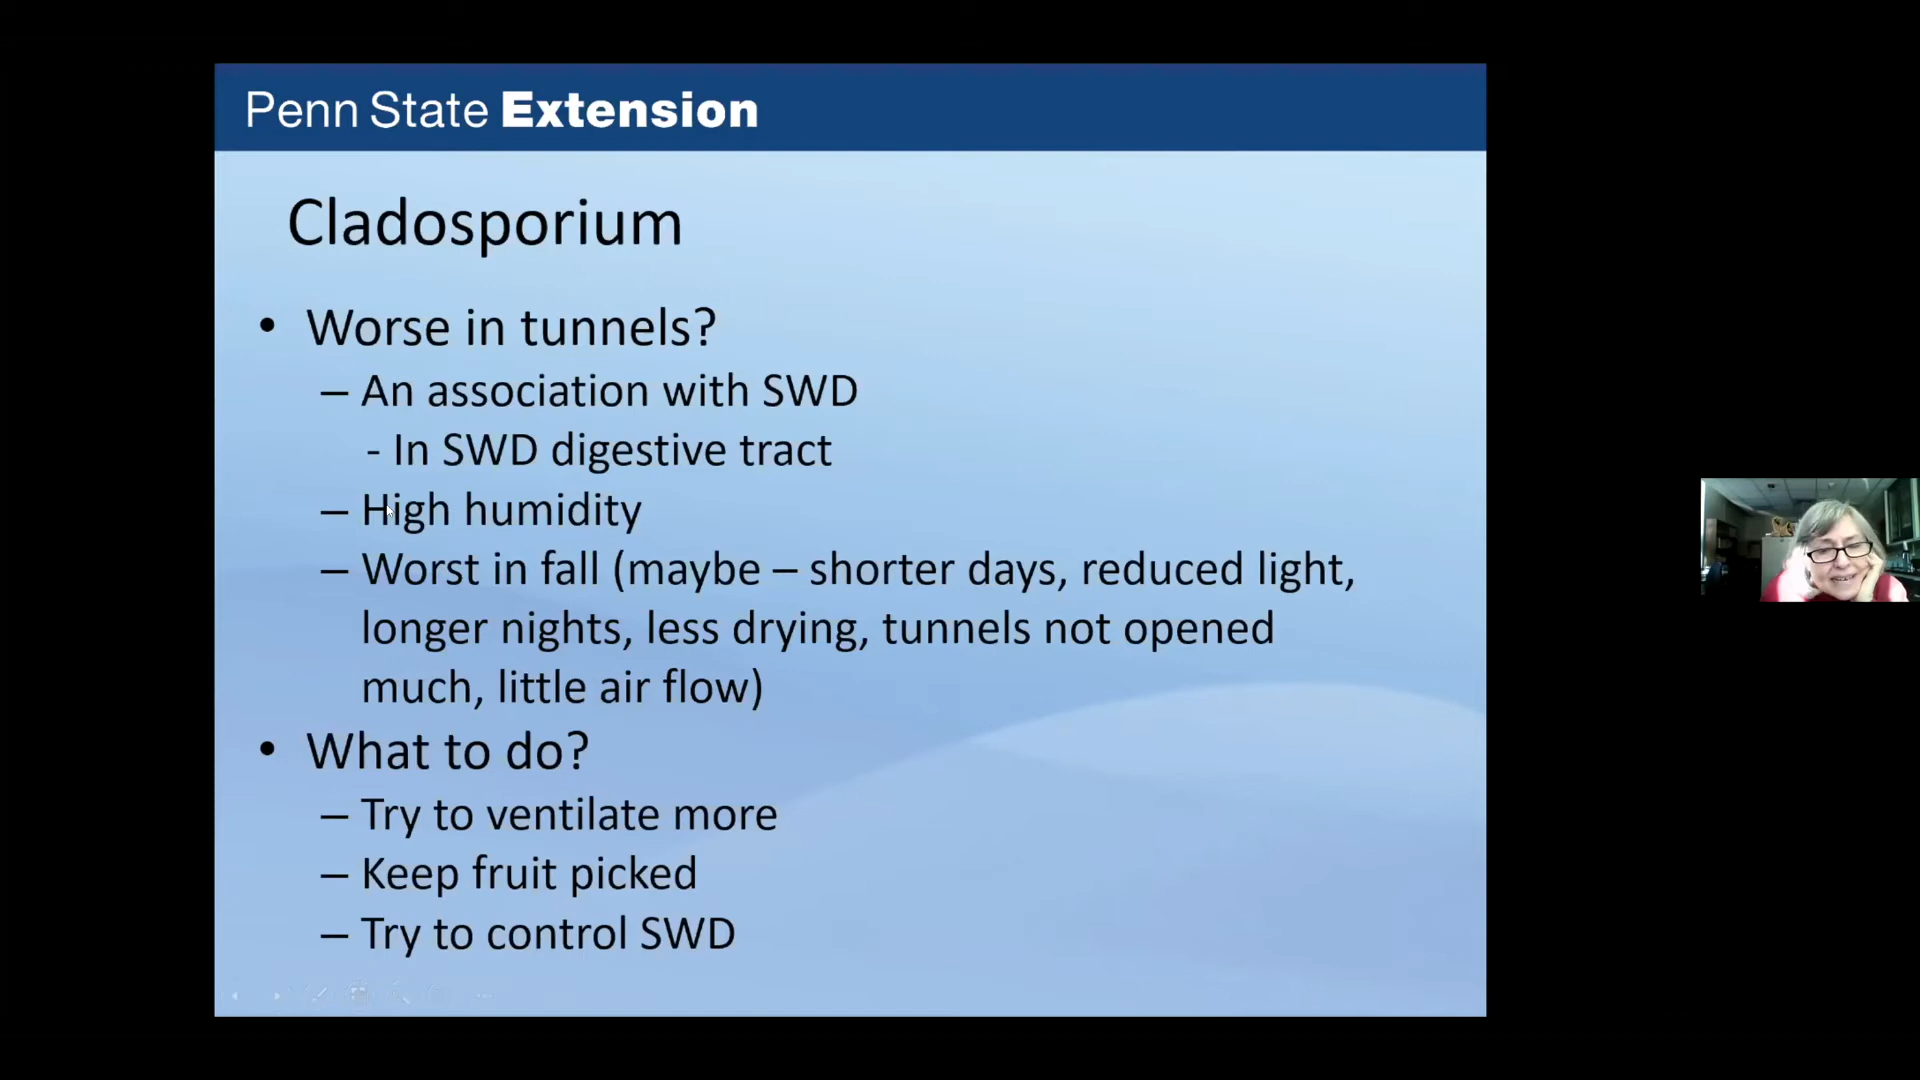 Penn State Extension
Cladosporium
• Worse in tunnels?
– An association with SWD
- In SWD digestive tract
– High humidity
– Worst in fall (maybe – shorter days, reduced light,
longer nights, less drying, tunnels not opened
much, little air flow)
• What to do?
– Try to ventilate more
– Keep fruit picked
– Try to control SWD